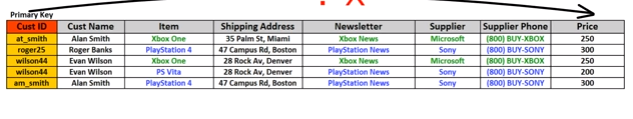 ? X
Primary Key
Cust ID Cust Name Item Shipping Address Newsletter Supplier Supplier Phone Price
at_smith Alan Smith Xbox One 35 Palm St, Miami Xbox News Microsoft (800) BUY-XBOX 250
roger25 Roger Banks PlayStation 4 47 Campus Rd, Boston PlayStation News Sony (800) BUY-SONY 300
wilson44 Evan Wilson Xbox One 28 Rock Av, Denver Xbox News Microsoft (800) BUY-XBOX 250
wilson44 Evan Wilson PS Vita 28 Rock Av, Denver PlayStation News Sony (800) BUY-SONY 200
am_smith Alan Smith PlayStation 4 47 Campus Rd, Boston PlayStation News Sony (800) BUY-SONY 300